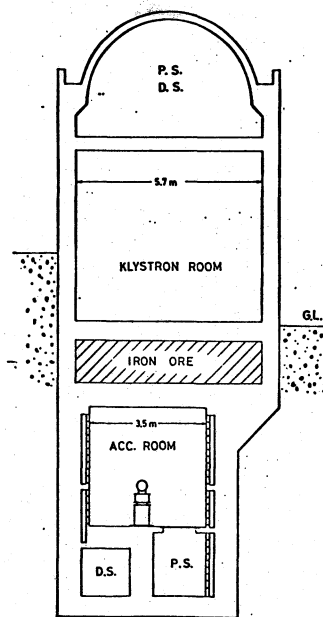 P. S.
D. S.
5.7 m
KLYSTRON ROOM
G.L.
IRON ORE
3.5 m
ACC. ROOM
D.S.
P.S.